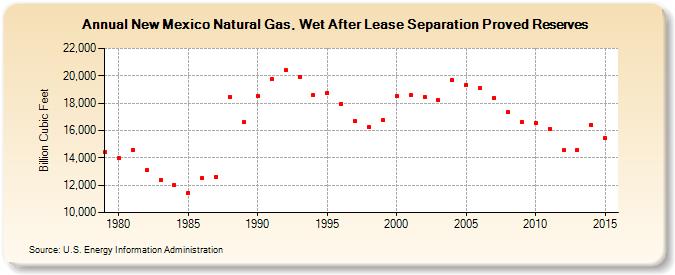 Annual New Mexico Natural Gas, Wet After Lease Separation Proved Reserves
Billion Cubic Feet
22,000
20,000
18,000
16,000
14,000
12,000
10,000
1980 1985 1990 1995 2000 2005 2010 2015
Source: U.S. Energy Information Administration